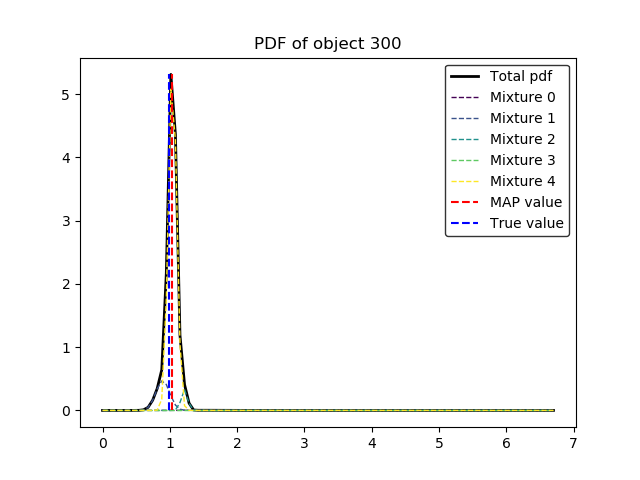 PDF of object 300
Total pdf
Mixture 0
Mixture 1
Mixture 2
Mixture 3
Mixture 4
MAP value
True value
5
4
3
2
1
0
0 1 2 3 4 5 6 7